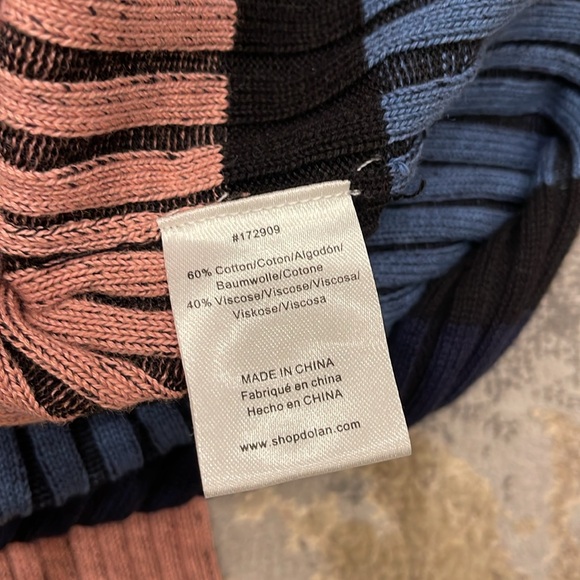 #172909
60% Cotton/Coton/Algodón/
Baumwolle/Cotone
40% Viscose/Viscose/Viscosa/
Viskose/Viscosa
MADE IN CHINA
Fabriqué en china
Hecho en CHINA
www.shopdolan.com